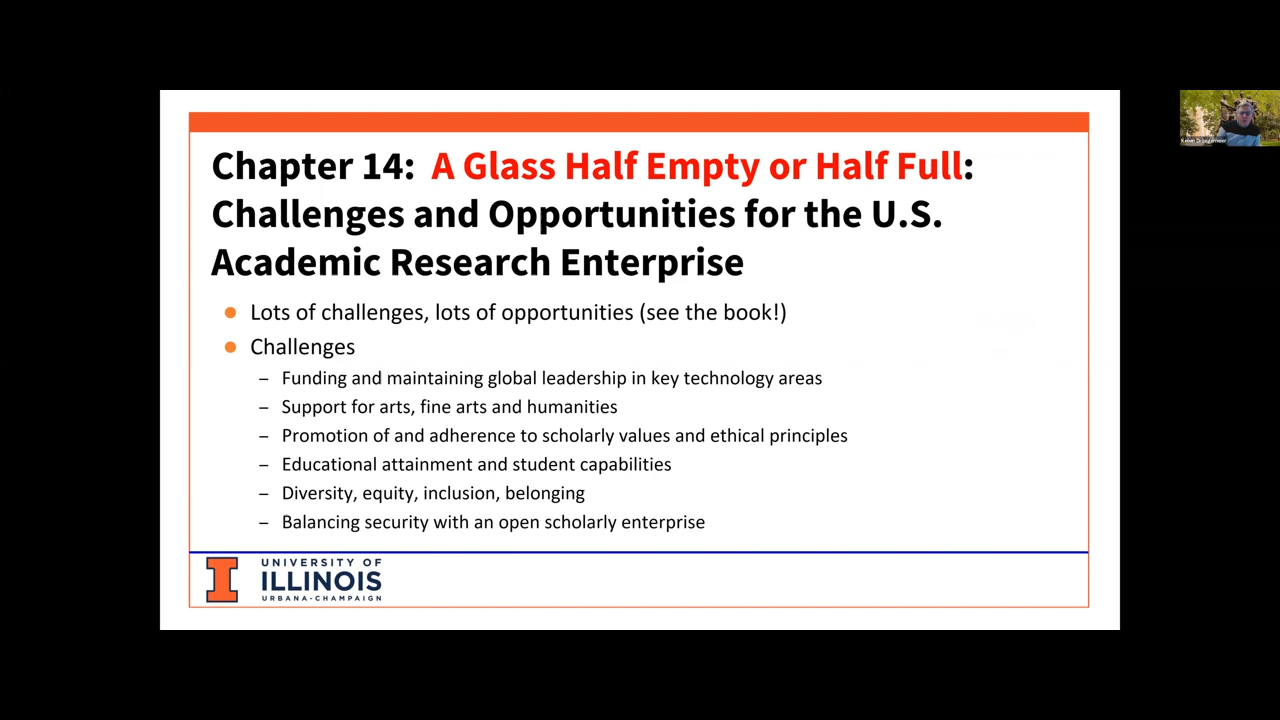 Chapter 14: A Glass Half Empty or Half Full:
Challenges and Opportunities for the U.S.
Academic Research Enterprise
Lots of challenges, lots of opportunities (see the book!)
Challenges
– Funding and maintaining global leadership in key technology areas
– Support for arts, fine arts and humanities
– Promotion of and adherence to scholarly values and ethical principles
– Educational attainment and student capabilities
– Diversity, equity, inclusion, belonging
– Balancing security with an open scholarly enterprise
UNIVERSITY OF
ILLINOIS
URBANA-CHAMPAIGN
Kelvin Droegemeier